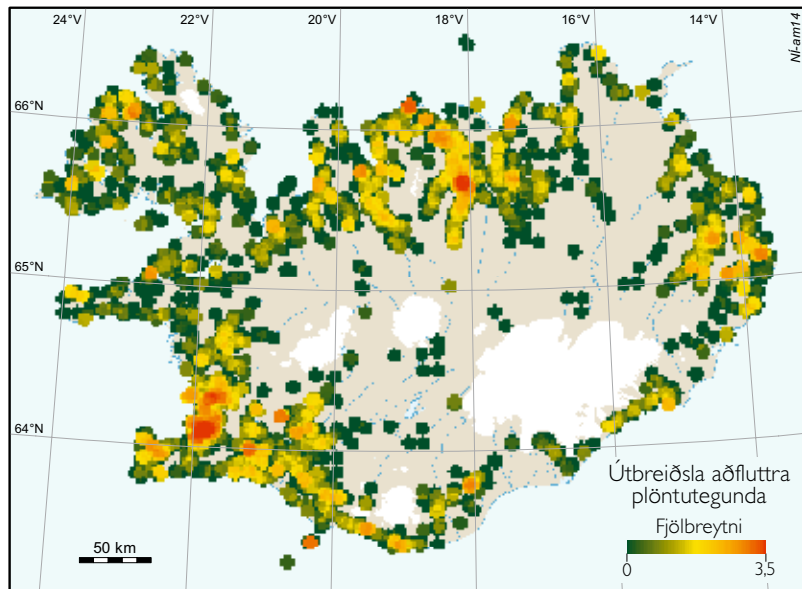 24°V
22°V
20°V
18°V
16°V
14°V
NÍ-am14
66°N
65°N
64°N
Útbreiðsla aðfluttra
plöntutegunda
Fjölbreytni
0
3,5
50 km